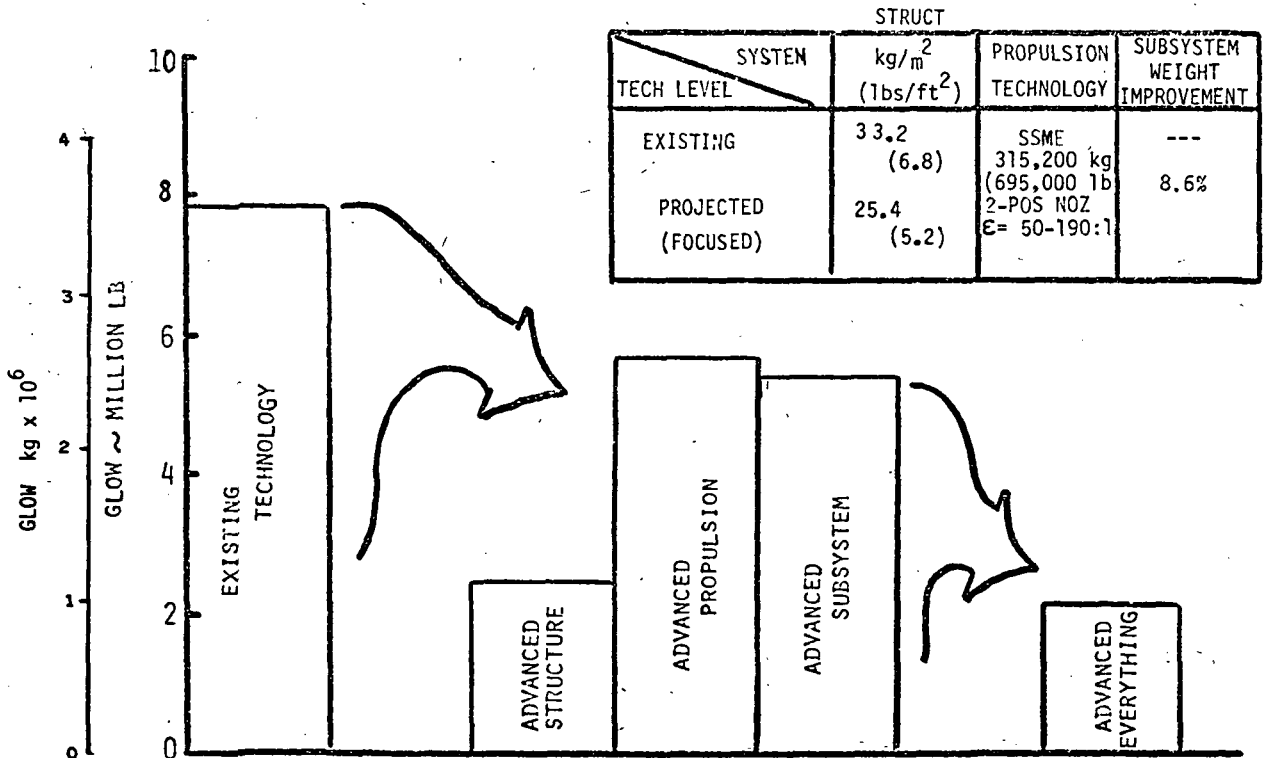 STRUCT
SYSTEM
TECH LEVEL
kg/m²
(lbs/ft²)
PROPULSION
TECHNOLOGY
SUBSYSTEM
WEIGHT
IMPROVEMENT
EXISTING
33.2
(6.8)
SSME
315,200 kg
(695,000 lb
---
8.6%
PROJECTED
(FOCUSED)
25.4
(5.2)
2-POS NOZ
ε= 50-190:1
GLOW kg x 10⁶
4
3
2
1
0
GLOW ~ MILLION LB
10
8
6
4
2
0
EXISTING
TECHNOLOGY
ADVANCED
STRUCTURE
ADVANCED
PROPULSION
ADVANCED
SUBSYSTEM
ADVANCED
EVERYTHING